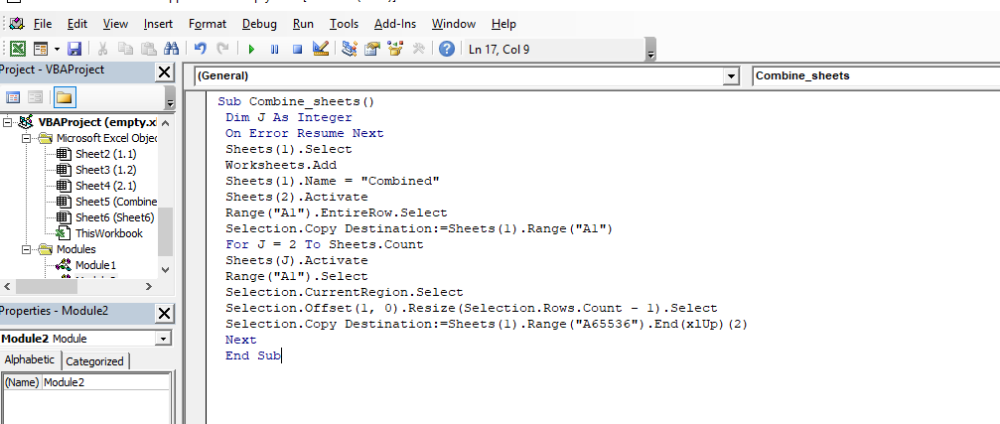 File Edit View Insert Format Debug Run Tools Add-Ins Window Help
Ln 17, Col 9
Project - VBAProject
(General)
Combine_sheets
VBAProject (empty.xl
Microsoft Excel Objec
Sheet2 (1.1)
Sheet3 (1.2)
Sheet4 (2.1)
Sheet5 (Combine
Sheet6 (Sheet6)
ThisWorkbook
Modules
Module1
Properties - Module2
Module2 Module
Alphabetic Categorized
(Name) Module2
Sub Combine_sheets()
Dim J As Integer
On Error Resume Next
Sheets(1).Select
Worksheets.Add
Sheets(1).Name = "Combined"
Sheets(2).Activate
Range("A1").EntireRow.Select
Selection.Copy Destination:=Sheets(1).Range("A1")
For J = 2 To Sheets.Count
Sheets(J).Activate
Range("A1").Select
Selection.CurrentRegion.Select
Selection.Offset(1, 0).Resize(Selection.Rows.Count - 1).Select
Selection.Copy Destination:=Sheets(1).Range("A65536").End(xlUp)(2)
Next
End Sub